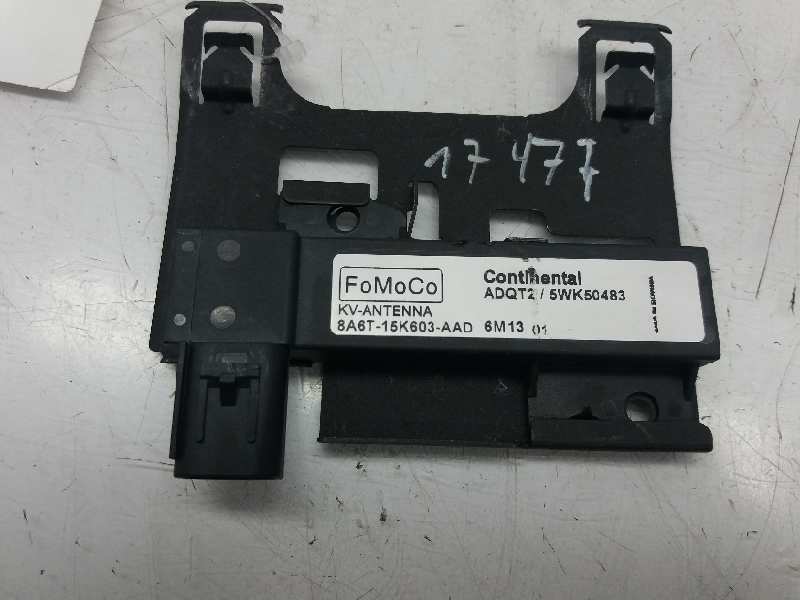 17 477
FoMoCo
KV-ANTENNA
8A6T-15K603-AAD 6M13 01
Continental
ADQT2 / 5WK50483